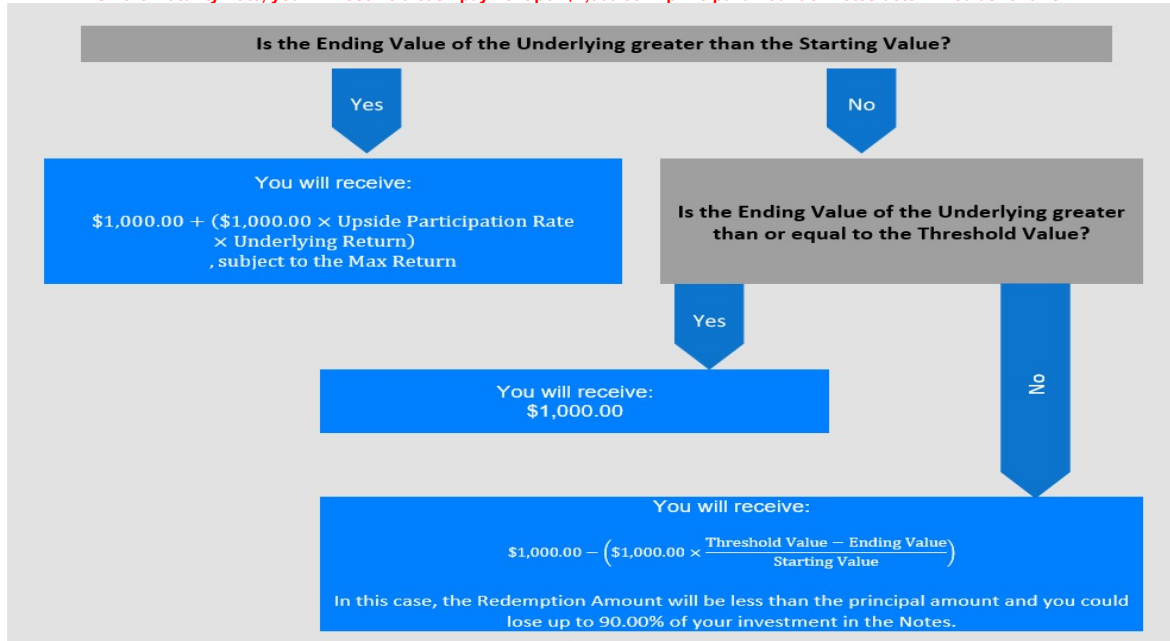 Is the Ending Value of the Underlying greater than the Starting Value?
Yes
No
You will receive:
$1,000.00 + ($1,000.00 × Upside Participation Rate
× Underlying Return)
, subject to the Max Return
Is the Ending Value of the Underlying greater
than or equal to the Threshold Value?
Yes
No
You will receive:
$1,000.00
You will receive:
$1,000.00 − ($1,000.00 × Threshold Value − Ending Value
Starting Value)
In this case, the Redemption Amount will be less than the principal amount and you could
lose up to 90.00% of your investment in the Notes.